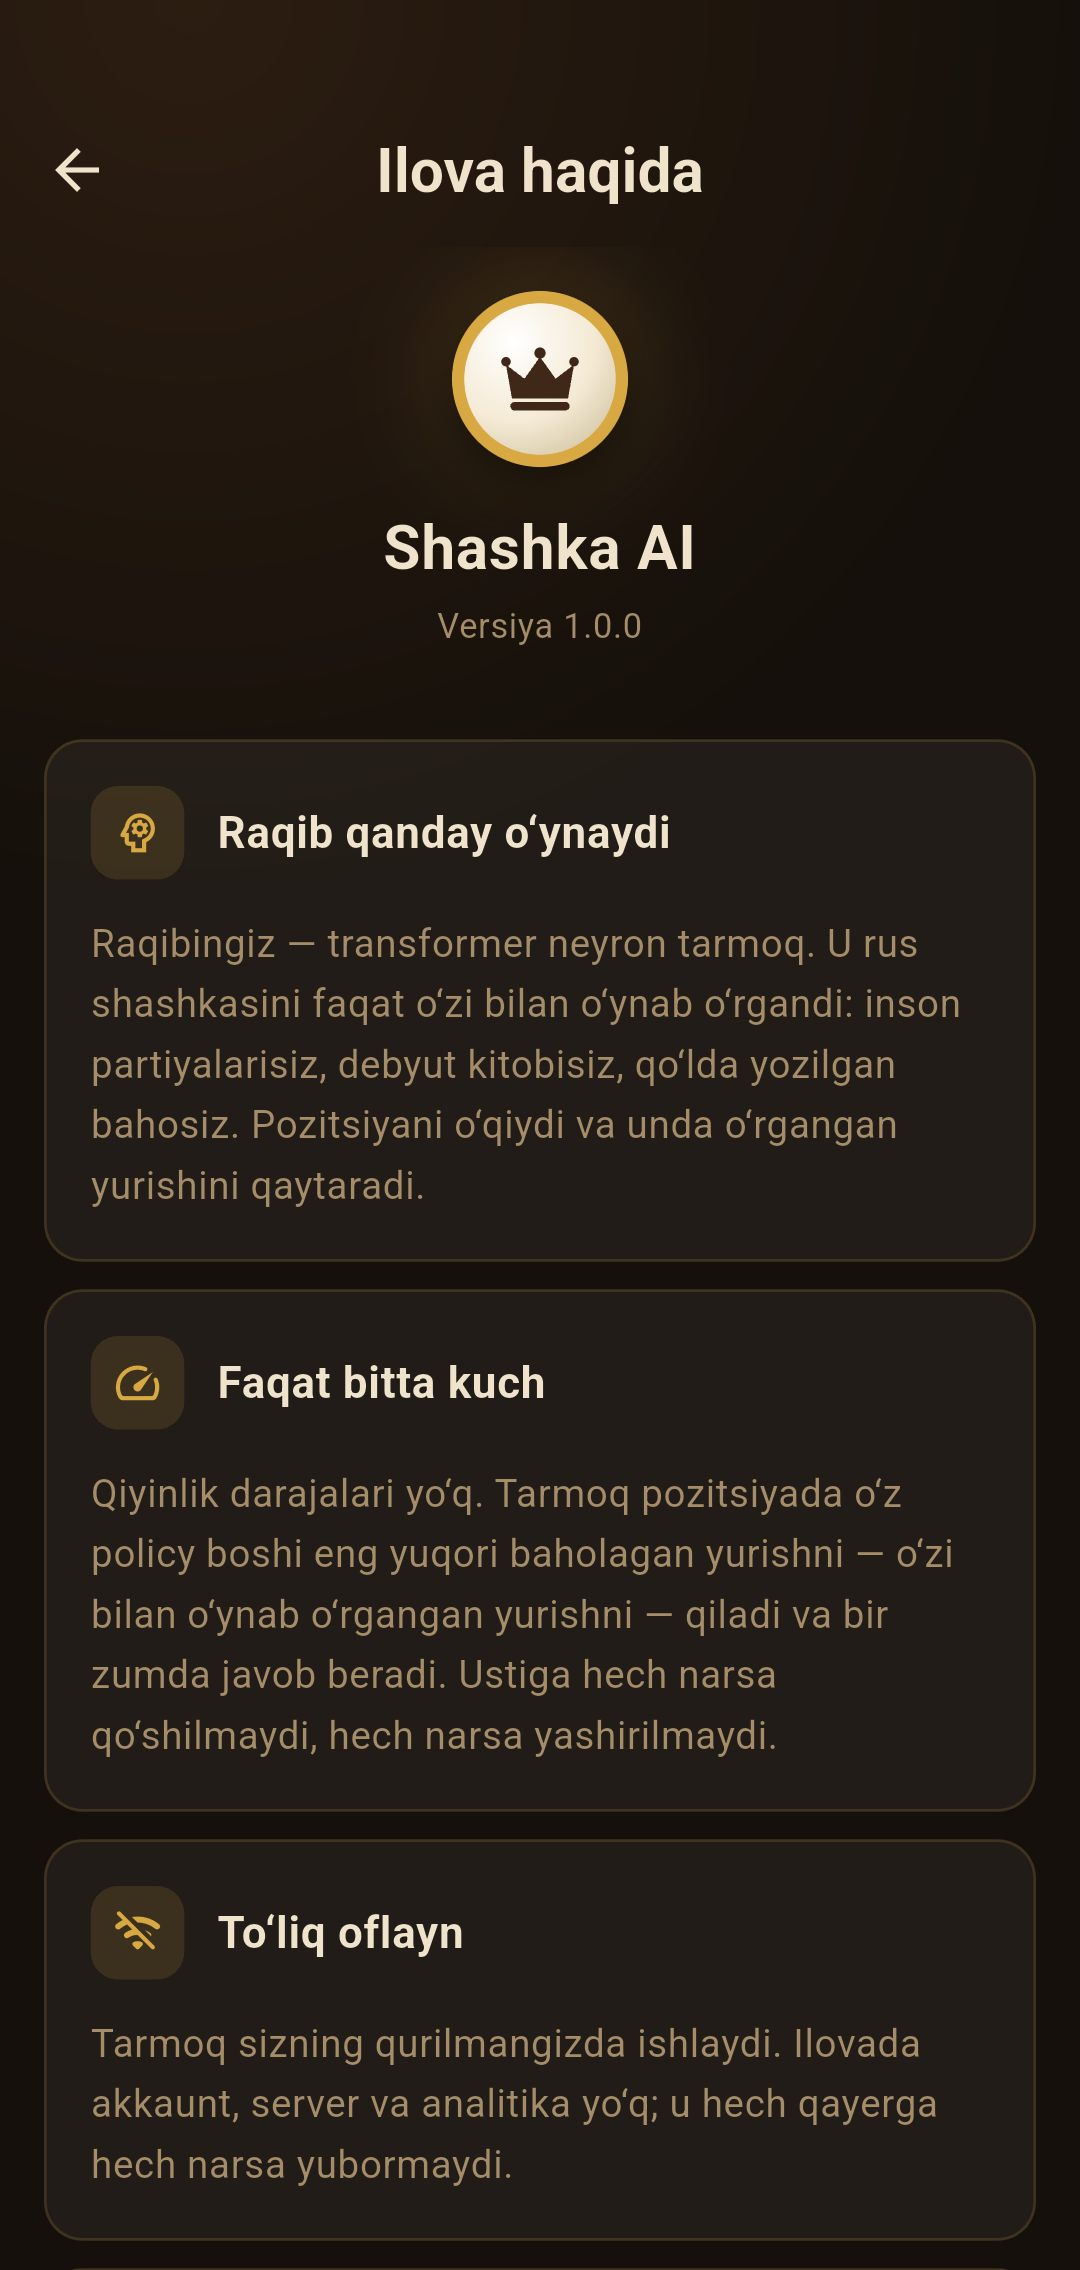 Ilova haqida
Shashka AI
Versiya 1.0.0
Raqib qanday oʻynaydi
Raqibingiz — transformer neyron tarmoq. U rus
shashkasini faqat oʻzi bilan oʻynab oʻrgandi: inson
partiyalarisiz, debyut kitobisiz, qoʻlda yozilgan
bahosiz. Pozitsiyani oʻqiydi va unda oʻrgangan
yurishini qaytaradi.
Faqat bitta kuch
Qiyinlik darajalari yoʻq. Tarmoq pozitsiyada oʻz
policy boshi eng yuqori baholagan yurishni — oʻzi
bilan oʻynab oʻrgangan yurishni — qiladi va bir
zumda javob beradi. Ustiga hech narsa
qoʻshilmaydi, hech narsa yashirilmaydi.
Toʻliq oflayn
Tarmoq sizning qurilmangizda ishlaydi. Ilovada
akkaunt, server va analitika yoʻq; u hech qayerga
hech narsa yubormaydi.